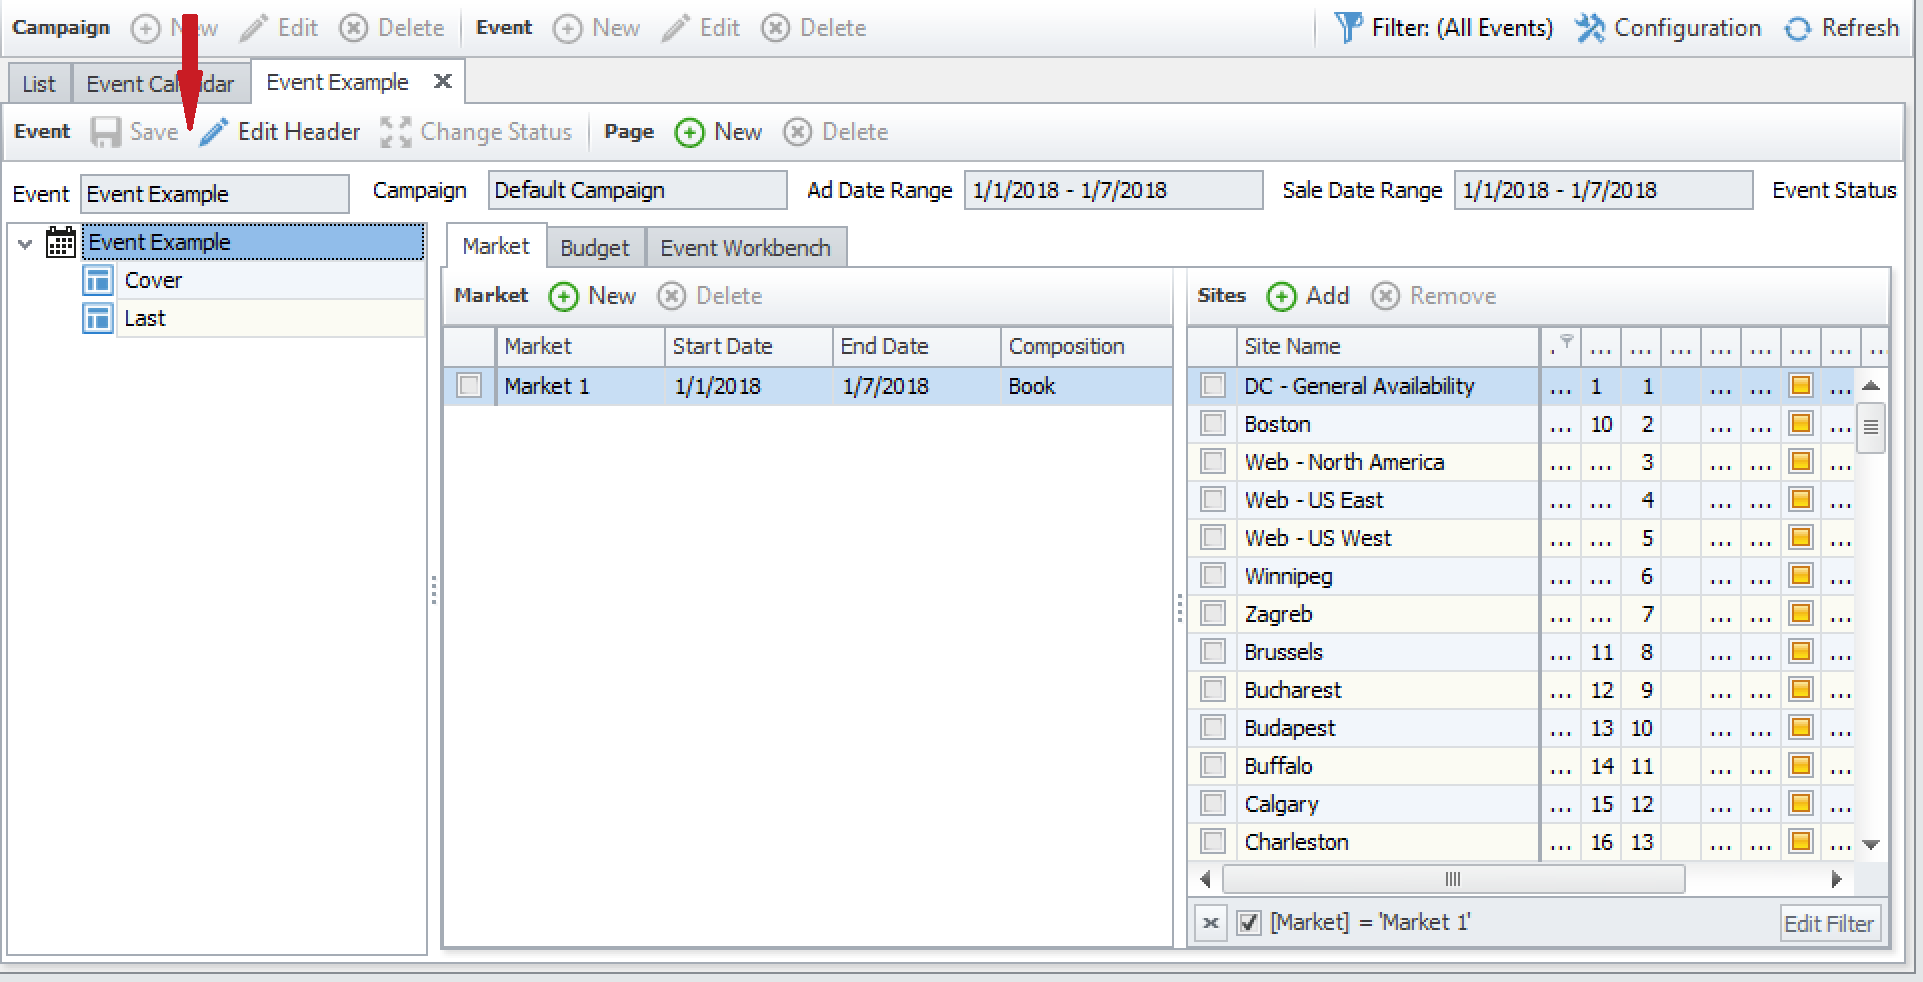 Campaign New Edit Delete Event New Edit Delete Filter: (All Events) Configuration Refresh
List Event Calendar Event Example
Event Save Edit Header Change Status Page New Delete
Event Event Example Campaign Default Campaign Ad Date Range 1/1/2018 - 1/7/2018 Sale Date Range 1/1/2018 - 1/7/2018 Event Status
Event Example
Cover
Last
Market Budget Event Workbench
Market New Delete
Market Start Date End Date Composition
Market 1 1/1/2018 1/7/2018 Book
Sites Add Remove
Site Name . ... ... ... ... ... ... ... ...
DC - General Availability ... 1 1 ... ... ...
Boston ... 10 2 ... ... ...
Web - North America ... ... 3 ... ... ...
Web - US East ... ... 4 ... ... ...
Web - US West ... ... 5 ... ... ...
Winnipeg ... ... 6 ... ... ...
Zagreb ... ... 7 ... ... ...
Brussels ... 11 8 ... ... ...
Bucharest ... 12 9 ... ... ...
Budapest ... 13 10 ... ... ...
Buffalo ... 14 11 ... ... ...
Calgary ... 15 12 ... ... ...
Charleston ... 16 13 ... ... ...
[Market] = 'Market 1' Edit Filter